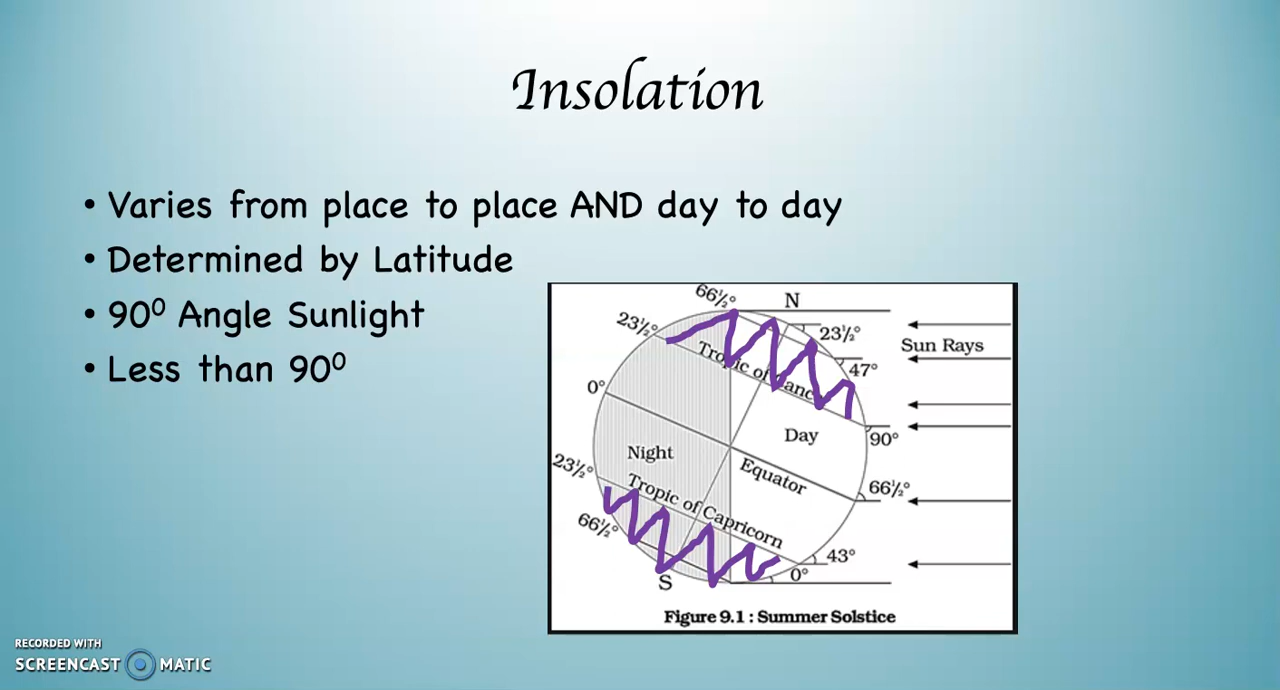 Insolation
• Varies from place to place AND day to day
• Determined by Latitude
• 90⁰ Angle Sunlight
• Less than 90⁰
66½°
N
23½°
23½°
Sun Rays
Tropic of Canc
47°
0°
Day
90°
Night
23½°
Equator
66½°
Tropic of Capricorn
66½°
43°
0°
S
Figure 9.1 : Summer Solstice
RECORDED WITH
SCREENCAST MATIC